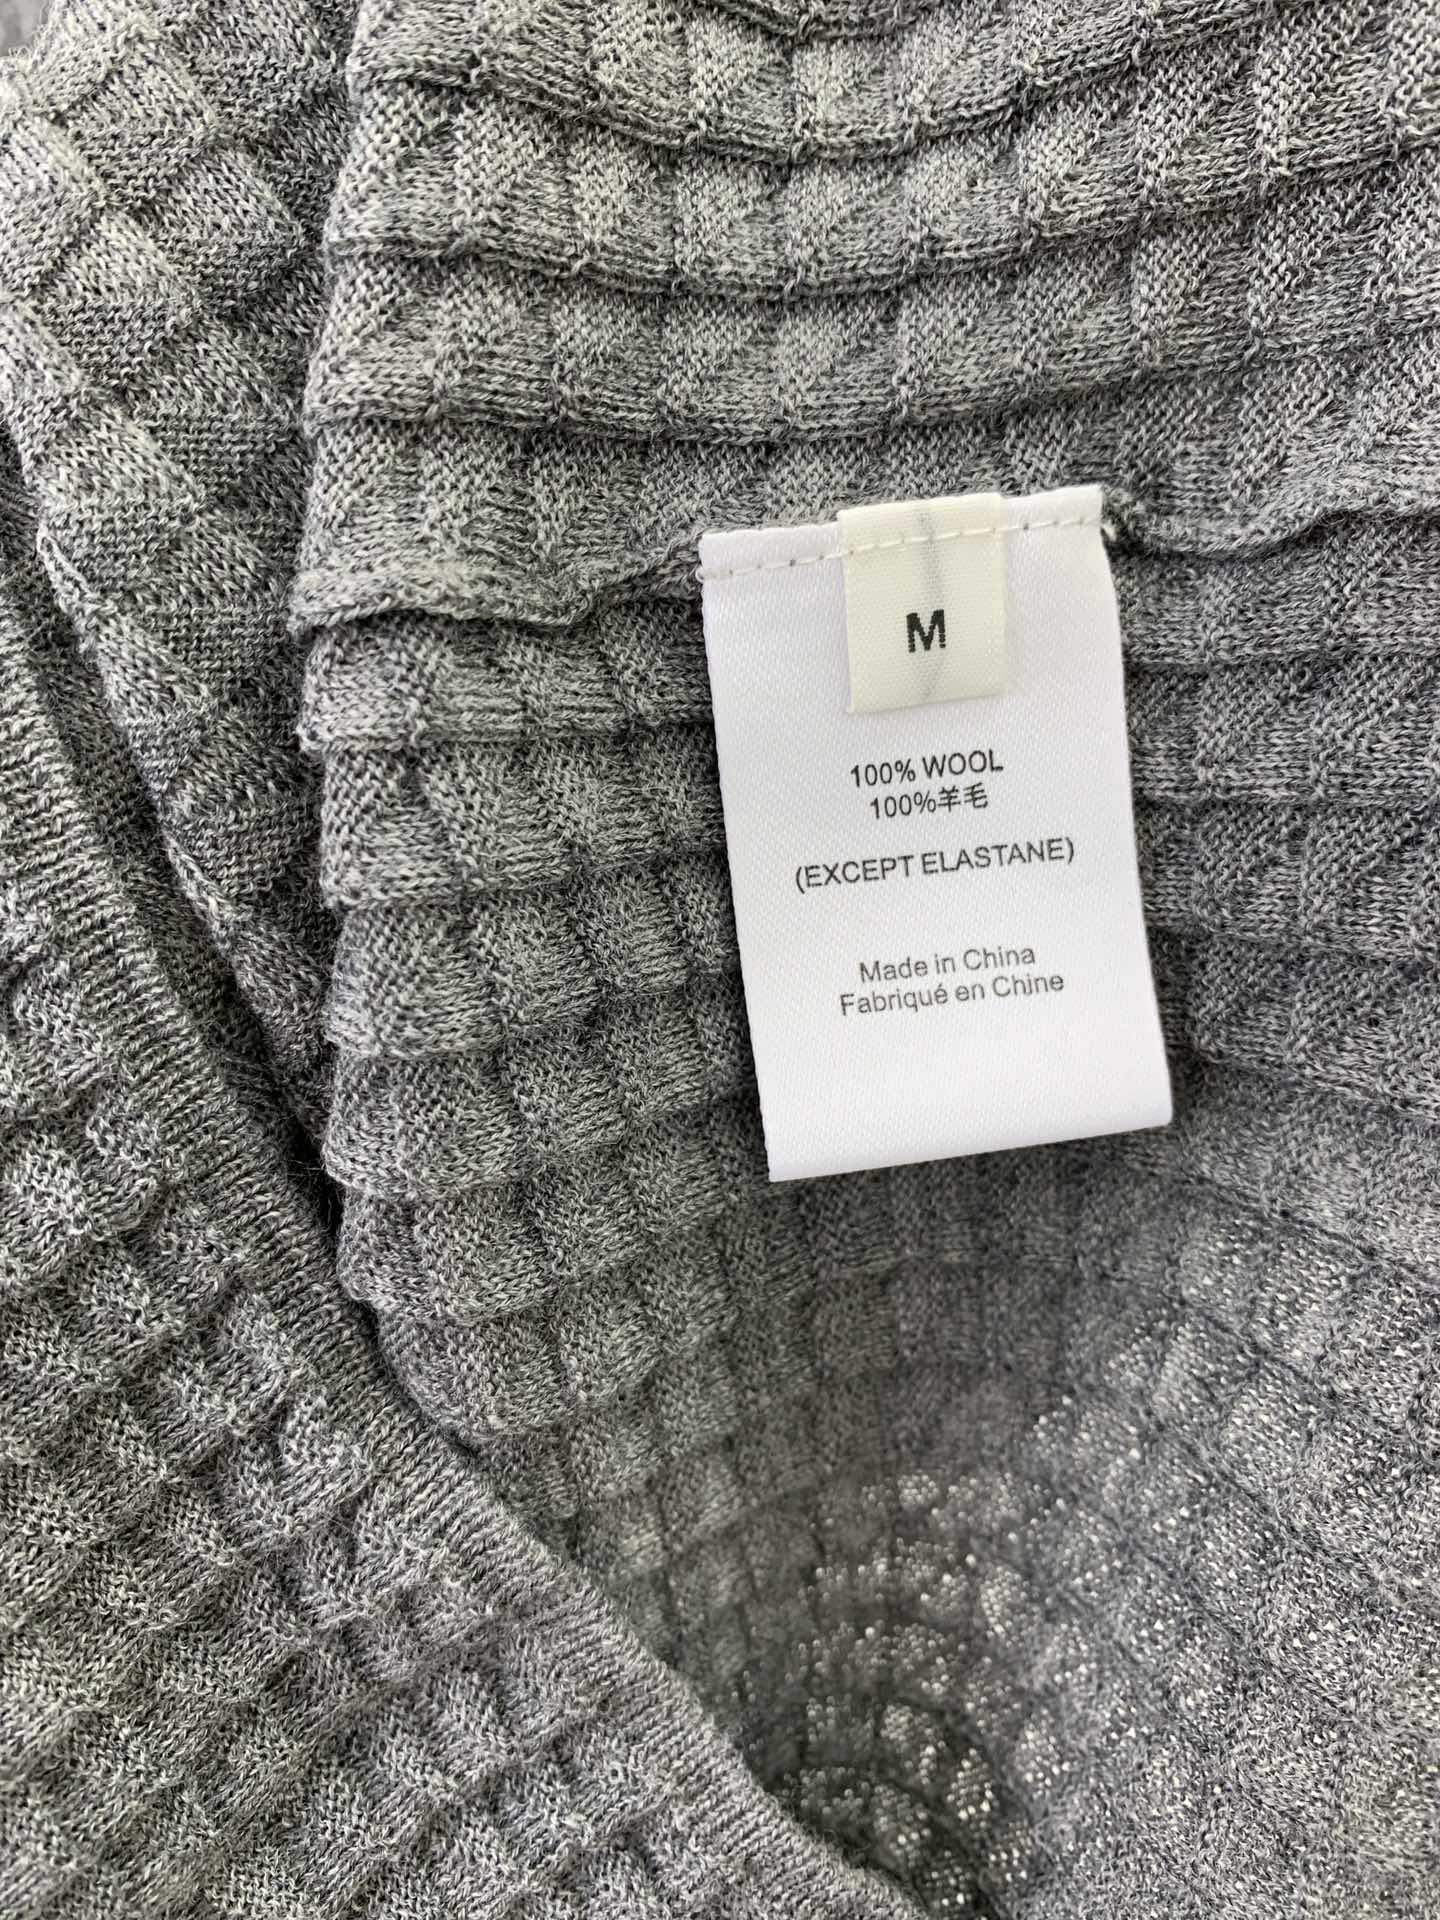 M
100% WOOL
100%羊毛
(EXCEPT ELASTANE)
Made in China
Fabriqué en Chine